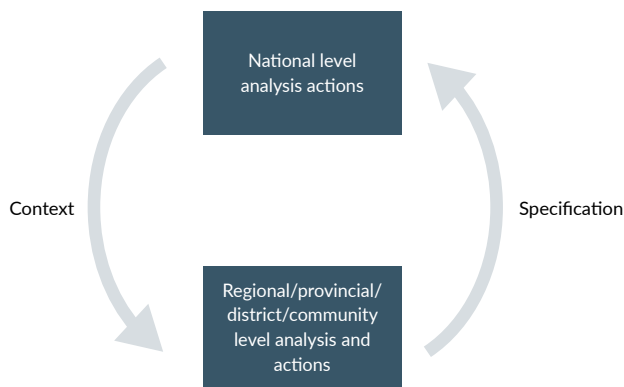 National level
analysis actions
Context
Specification
Regional/provincial/
district/community
level analysis and
actions